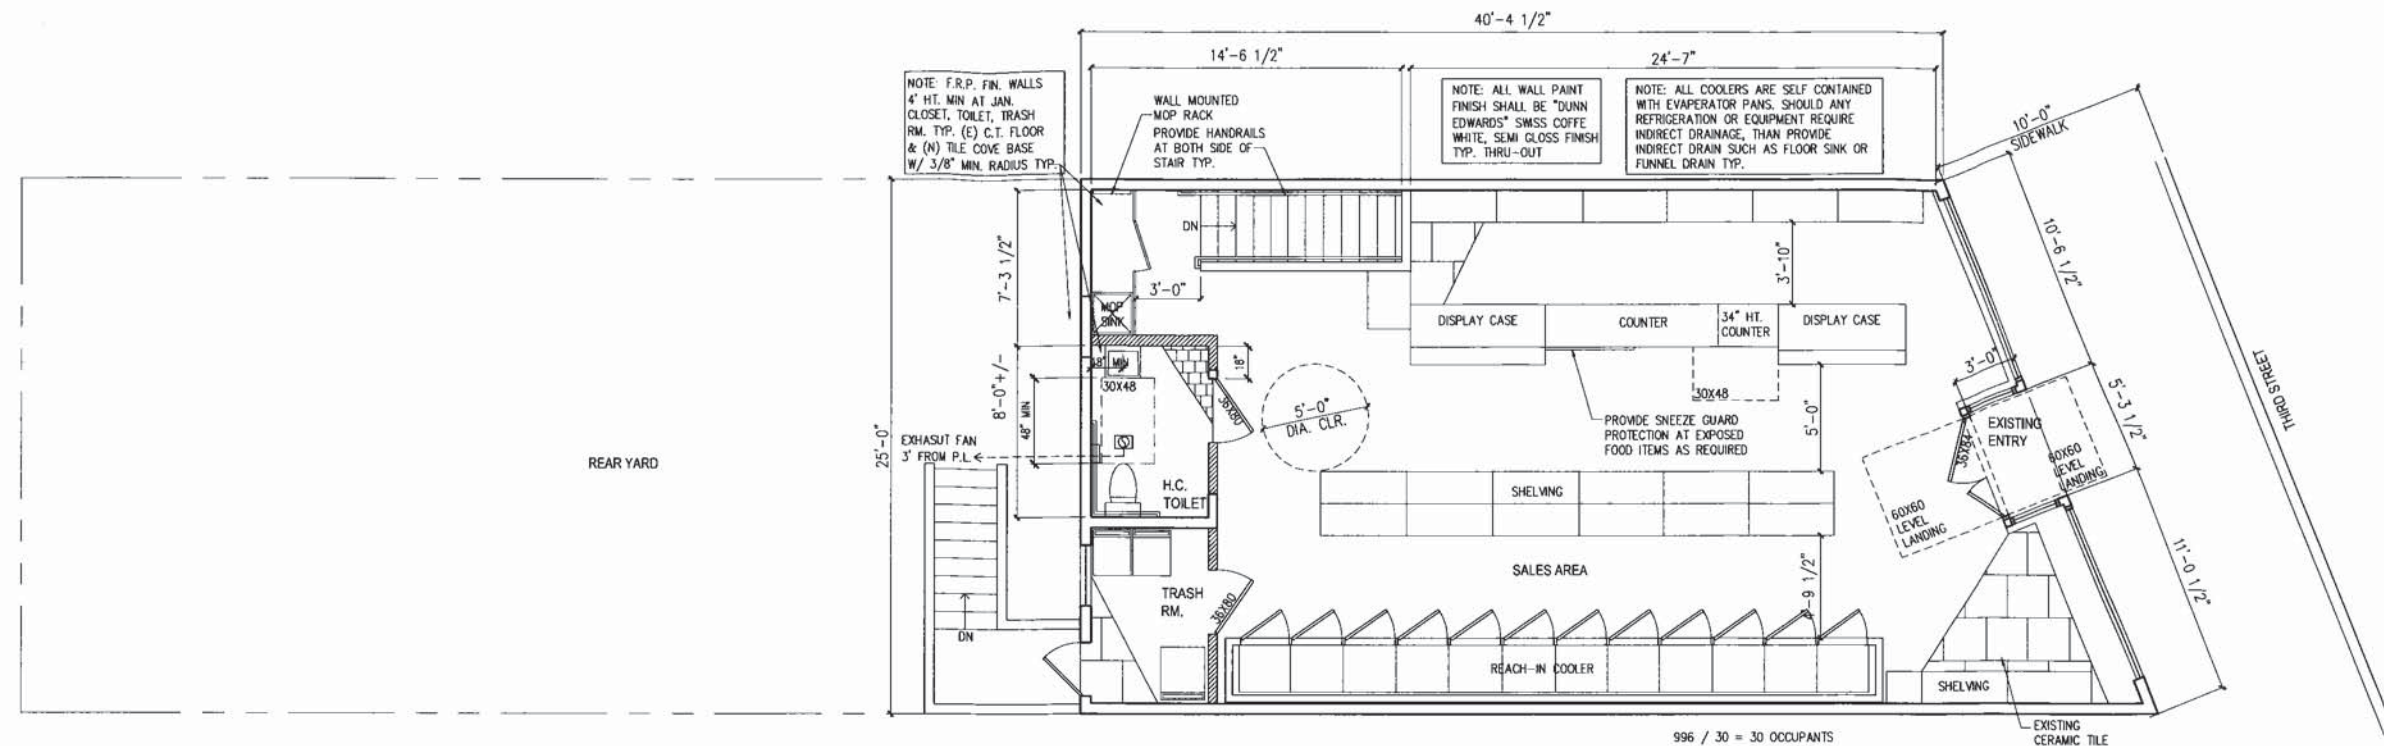 40'-4 1/2"
14'-6 1/2"
24'-7"
NOTE: F.R.P. FIN. WALLS
4' HT. MIN AT JAN.
CLOSET, TOILET, TRASH
RM. TYP. (E) C.T. FLOOR
& (N) TILE COVE BASE
W/ 3/8" MIN. RADIUS TYP.
WALL MOUNTED
MOP RACK
PROVIDE HANDRAILS
AT BOTH SIDE OF
STAIR TYP.
NOTE: ALL WALL PAINT
FINISH SHALL BE "DUNN
EDWARDS" SWISS COFFE
WHITE, SEMI GLOSS FINISH
TYP. THRU-OUT
NOTE: ALL COOLERS ARE SELF CONTAINED
WITH EVAPERATOR PANS. SHOULD ANY
REFRIGERATION OR EQUIPMENT REQUIRE
INDIRECT DRAINAGE, THAN PROVIDE
INDIRECT DRAIN SUCH AS FLOOR SINK OR
FUNNEL DRAIN TYP.
10'-0"
SIDEWALK
10'-6 1/2"
7'-3 1/2"
DN
3'-10"
3'-0"
MOP
SINK
DISPLAY CASE
COUNTER
34" HT.
COUNTER
DISPLAY CASE
18" MIN
18"
30X48
8'-0"+/-
48" MIN
36X80
5'-0"
DIA. CLR.
30X48
PROVIDE SNEEZE GUARD
PROTECTION AT EXPOSED
FOOD ITEMS AS REQUIRED
5'-0"
3'-0"
5'-3 1/2"
THIRD STREET
EXISTING
ENTRY
36X84
60X60
LEVEL
LANDING
60X60
LEVEL
LANDING
11'-0 1/2"
EXHASUT FAN
3' FROM P.L.
25'-0"
REAR YARD
H.C.
TOILET
SHELVING
SALES AREA
4'-9 1/2"
TRASH
RM.
36X80
DN
REACH-IN COOLER
SHELVING
EXISTING
CERAMIC TILE
996 / 30 = 30 OCCUPANTS